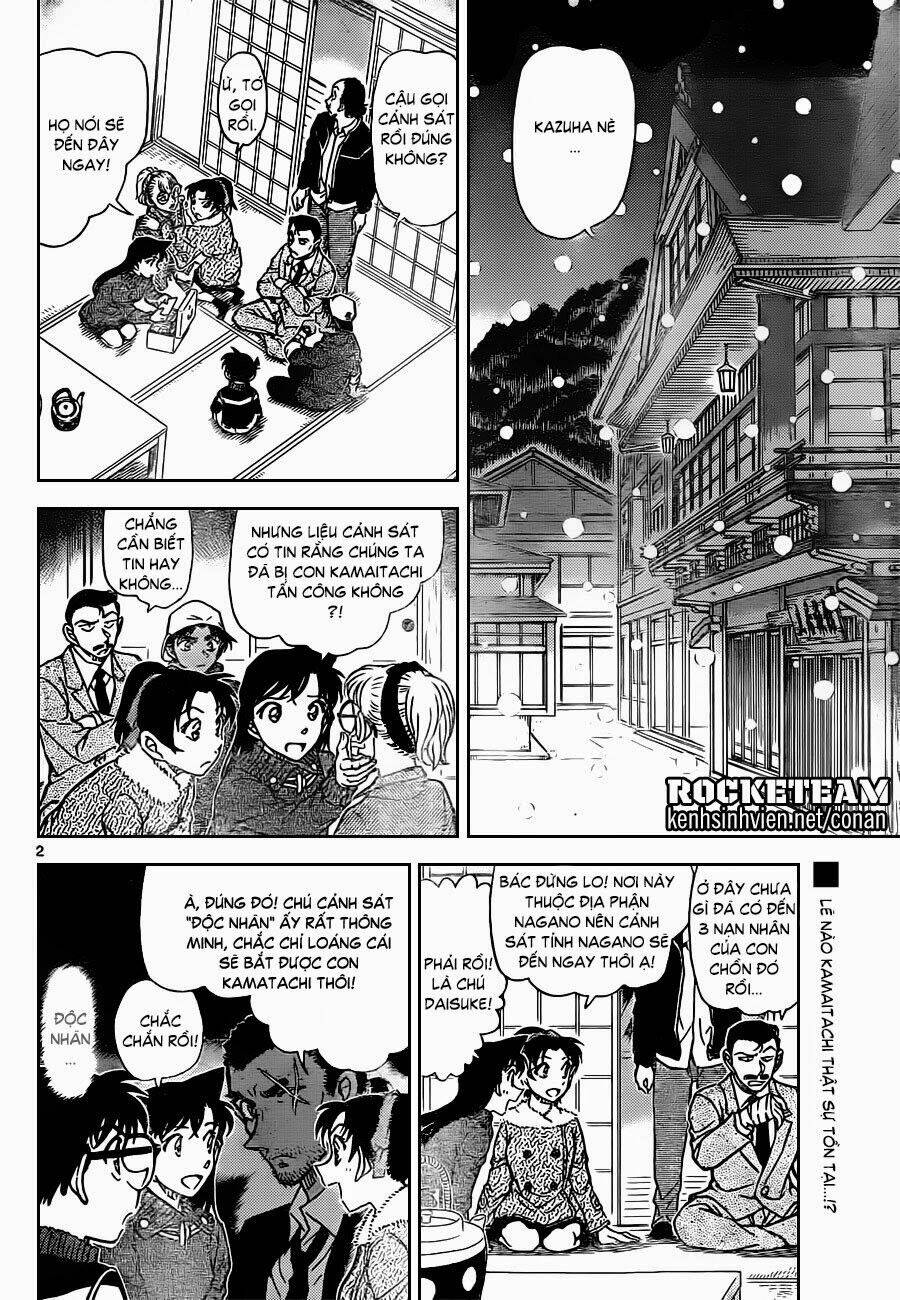 KAZUHA NÈ
...
CẬU GỌI
CẢNH SÁT
RỒI ĐÚNG
KHÔNG?
Ừ, TỚ
GỌI
RỒI.
HỌ NÓI SẼ
ĐẾN ĐÂY
NGAY!
NHƯNG LIỆU CẢNH SÁT
CÓ TIN RẰNG CHÚNG TA
ĐÃ BỊ CON KAMAITACHI
TẤN CÔNG KHÔNG
?!
CHẲNG
CẦN BIẾT
TIN HAY
KHÔNG...
ROCKETEAM
kenhsinhvien.net/conan
2
LẼ NÀO KAMAITACHI THẬT SỰ TỒN TẠI...!?
Ở ĐÂY CHƯA
GÌ ĐÃ CÓ ĐẾN
3 NẠN NHÂN
CỦA CON
CHỒN ĐÓ
RỒI...
BÁC ĐỪNG LO! NƠI NÀY
THUỘC ĐỊA PHẬN
NAGANO NÊN CẢNH
SÁT TỈNH NAGANO SẼ
ĐẾN NGAY THÔI Ạ!
PHẢI RỒI!
LÀ CHÚ
DAISUKE!
À, ĐÚNG ĐÓ! CHÚ CẢNH SÁT
"ĐỘC NHÃN" ẤY RẤT THÔNG
MINH, CHẮC CHỈ LOÁNG CÁI
SẼ BẮT ĐƯỢC CON
KAMATACHI THÔI!
CHẮC
CHẮN RỒI!
ĐỘC
NHÃN
...